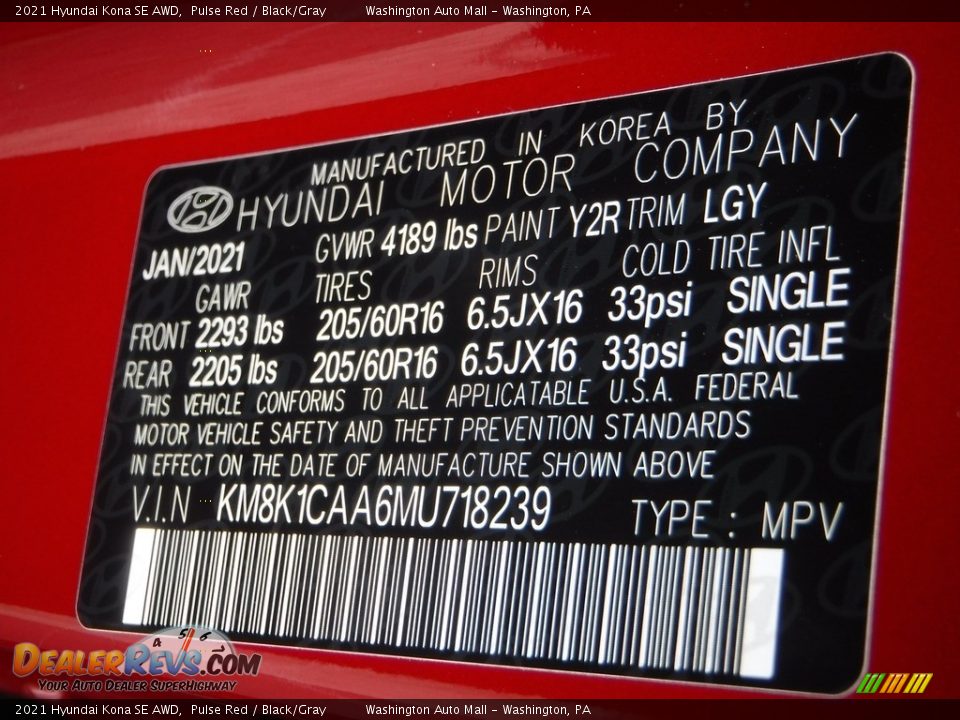 2021 Hyundai Kona SE AWD, Pulse Red / Black/Gray Washington Auto Mall - Washington, PA
MANUFACTURED IN KOREA BY
HYUNDAI MOTOR COMPANY
JAN/2021 GVWR 4189 lbs PAINT Y2R TRIM LGY
GAWR TIRES RIMS COLD TIRE INFL
FRONT 2293 lbs 205/60R16 6.5JX16 33psi SINGLE
REAR 2205 lbs 205/60R16 6.5JX16 33psi SINGLE
THIS VEHICLE CONFORMS TO ALL APPLICATABLE U.S.A. FEDERAL
MOTOR VEHICLE SAFETY AND THEFT PREVENTION STANDARDS
IN EFFECT ON THE DATE OF MANUFACTURE SHOWN ABOVE
V.I.N KM8K1CAA6MU718239 TYPE : MPV
4 5 6
DEALERREVS.COM
YOUR AUTO DEALER SUPERHIGHWAY
2021 Hyundai Kona SE AWD, Pulse Red / Black/Gray Washington Auto Mall - Washington, PA